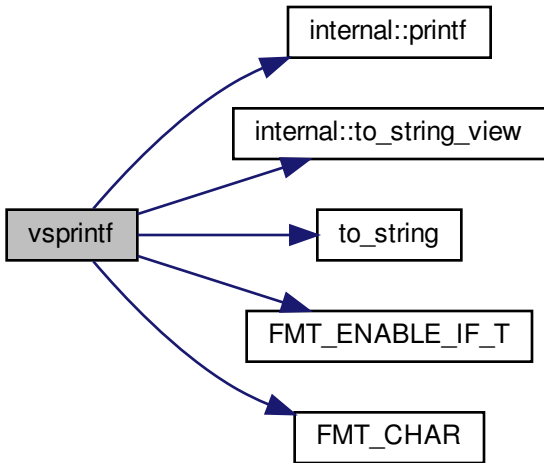 internal::printf
internal::to_string_view
vsprintf
to_string
FMT_ENABLE_IF_T
FMT_CHAR